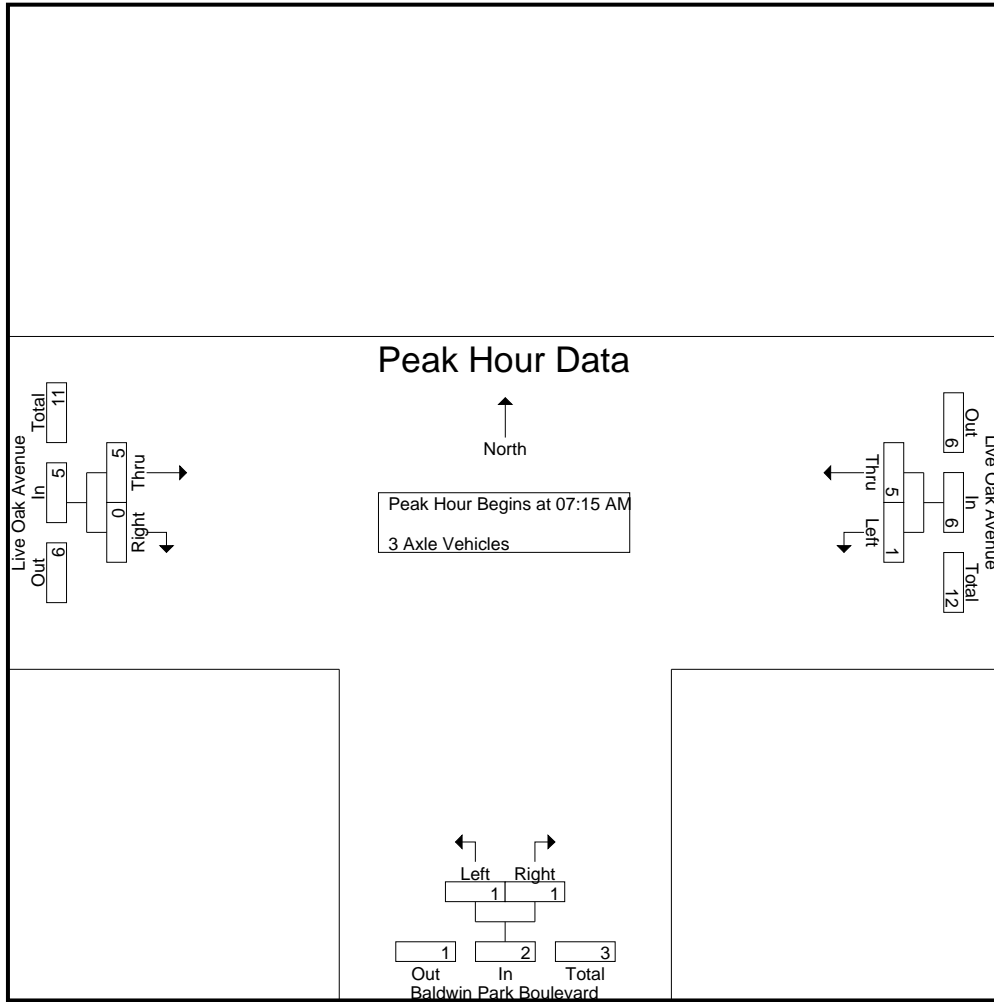 Peak Hour Data
North
Peak Hour Begins at 07:15 AM
3 Axle Vehicles
Live Oak Avenue
Total
11
In
5
Out
6
Thru
5
Right
0
Live Oak Avenue
Out
6
In
6
Total
12
Thru
5
Left
1
Left Right
1 1
1 2 3
Out In Total
Baldwin Park Boulevard